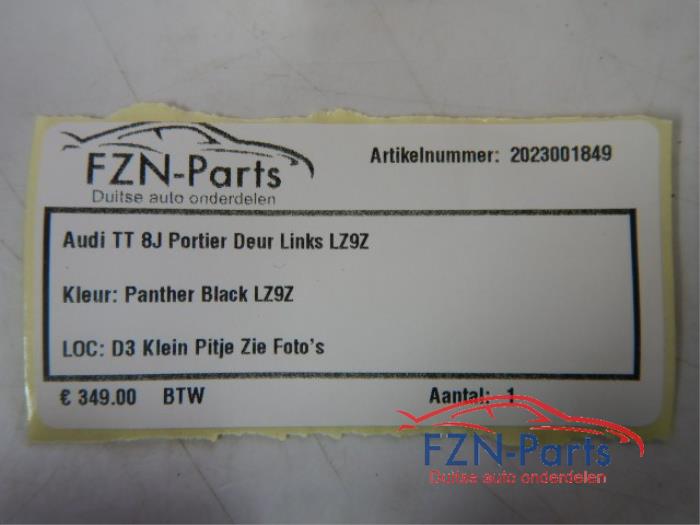 FZN-Parts
Duitse auto onderdelen
Artikelnummer: 2023001849
Audi TT 8J Portier Deur Links LZ9Z
Kleur: Panther Black LZ9Z
LOC: D3 Klein Pitje Zie Foto's
€ 349.00 BTW Aantal: 1
FZN-Parts
Duitse auto onderdelen